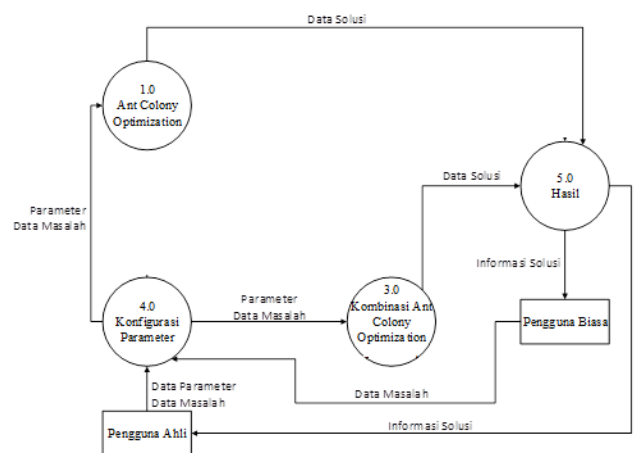 Data Solusi
1.0
Ant Colony
Optimization
Data Solusi
5.0
Hasil
Parameter
Data Masalah
Informasi Solusi
4.0
Konfigurasi
Parameter
Parameter
Data Masalah
3.0
Kombinasi Ant
Colony
Optimization
Pengguna Biasa
Data Parameter
Data Masalah
Data Masalah
Pengguna Ahli
Informasi Solusi